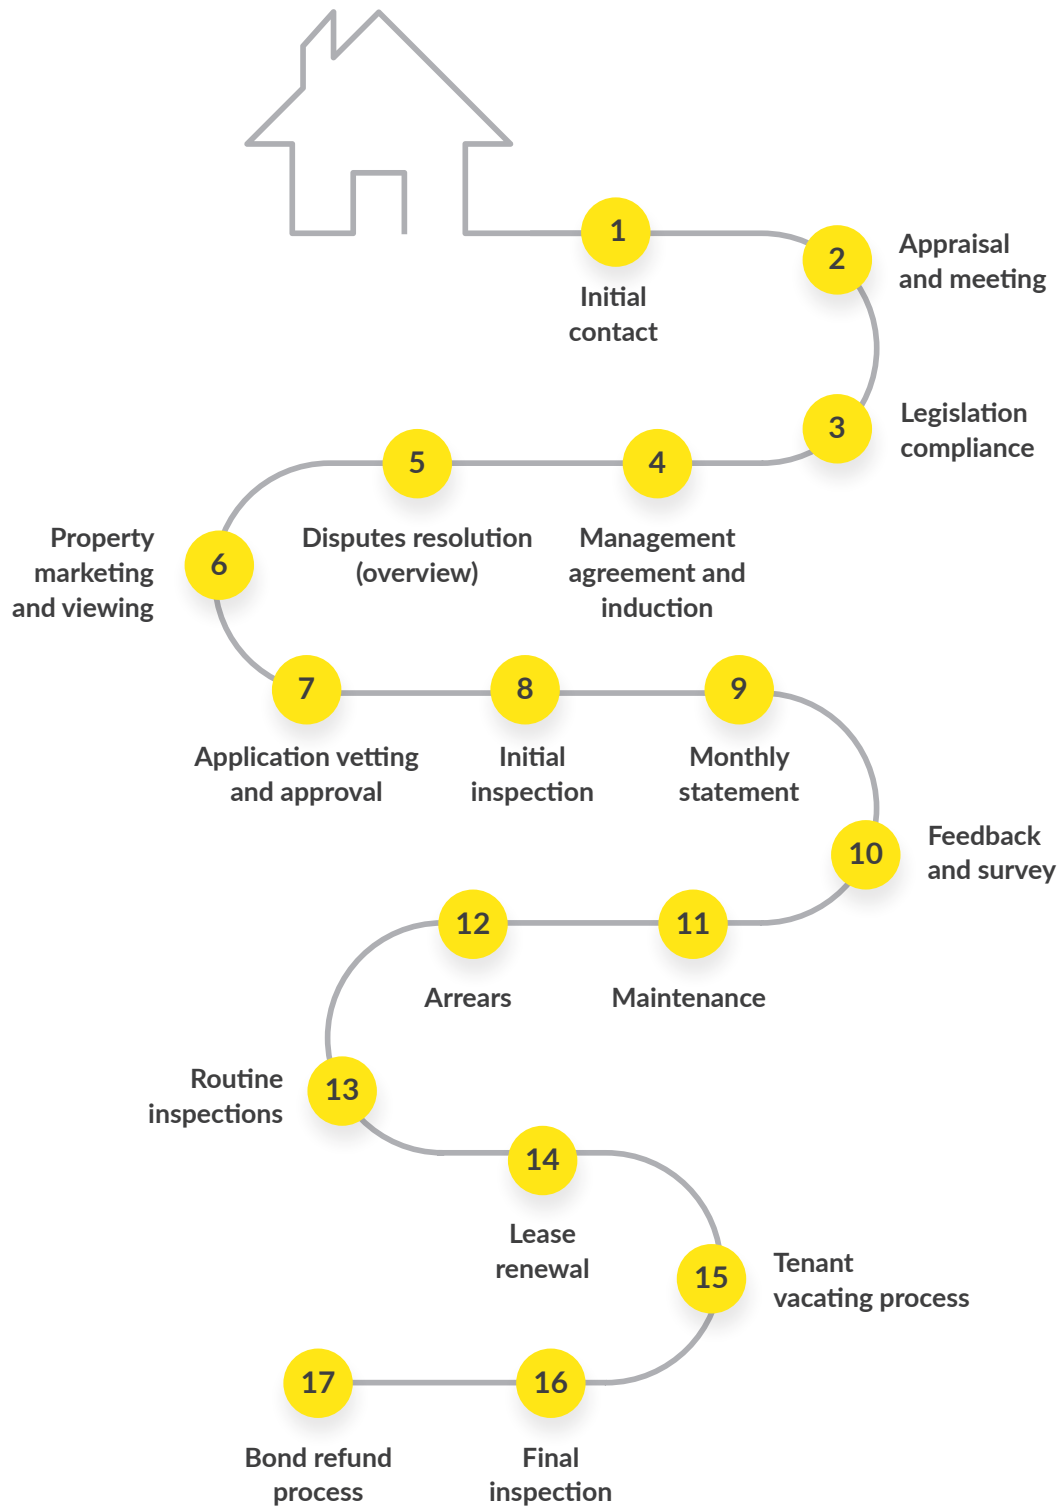 1
Initial
contact
2
Appraisal
and meeting
3
Legislation
compliance
4
Management
agreement and
induction
5
Disputes resolution
(overview)
6
Property
marketing
and viewing
7
Application vetting
and approval
8
Initial
inspection
9
Monthly
statement
10
Feedback
and survey
11
Maintenance
12
Arrears
13
Routine
inspections
14
Lease
renewal
15
Tenant
vacating process
16
Final
inspection
17
Bond refund
process